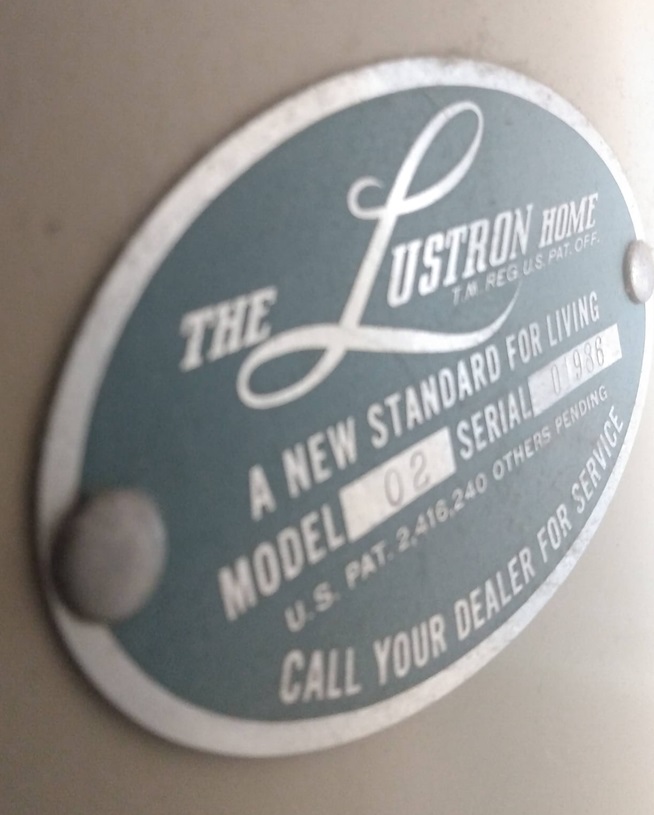 THE LUSTRON HOME
T.M. REG. U.S. PAT. OFF.
A NEW STANDARD FOR LIVING
MODEL 02 SERIAL 01986
U.S. PAT. 2,416,240 OTHERS PENDING
CALL YOUR DEALER FOR SERVICE